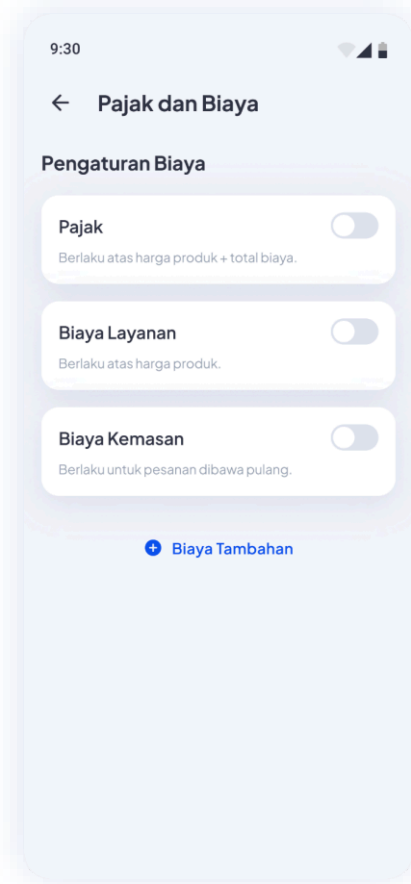 9:30
Pajak dan Biaya
Pengaturan Biaya
Pajak
Berlaku atas harga produk + total biaya.
Biaya Layanan
Berlaku atas harga produk.
Biaya Kemasan
Berlaku untuk pesanan dibawa pulang.
Biaya Tambahan